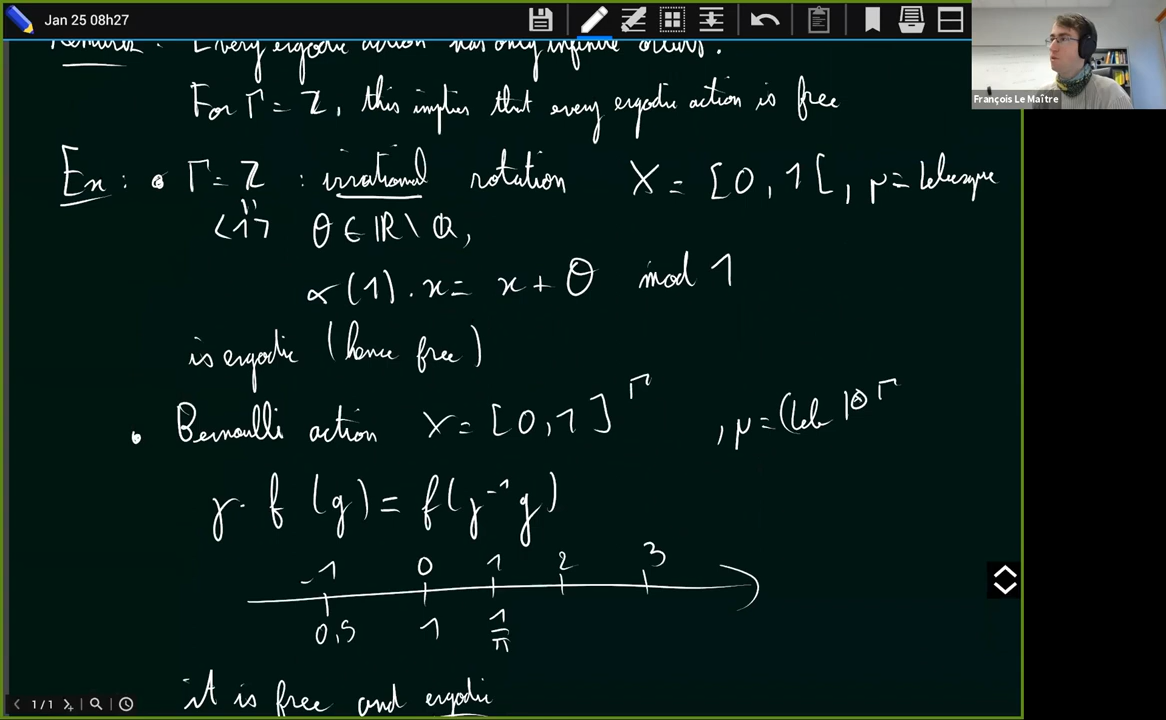 Jan 25 08h27
François Le Maître
Remark : Every ergodic action has only infinite orbits.
For Γ = ℤ, this implies that every ergodic action is free
Ex : • Γ = ℤ : irrational rotation X = [0, 1[, μ = Lebesgue
<1> θ ∈ ℝ \ ℚ,
α(1) . x = x + θ mod 1
is ergodic (hence free)
• Bernoulli action X = [0, 1]^Γ , μ = (Leb)^⊗Γ
γ. f (g) = f(γ⁻¹g)
-1 0 1 2 3
0,5 1 1/π
it is free and ergodic
1/1